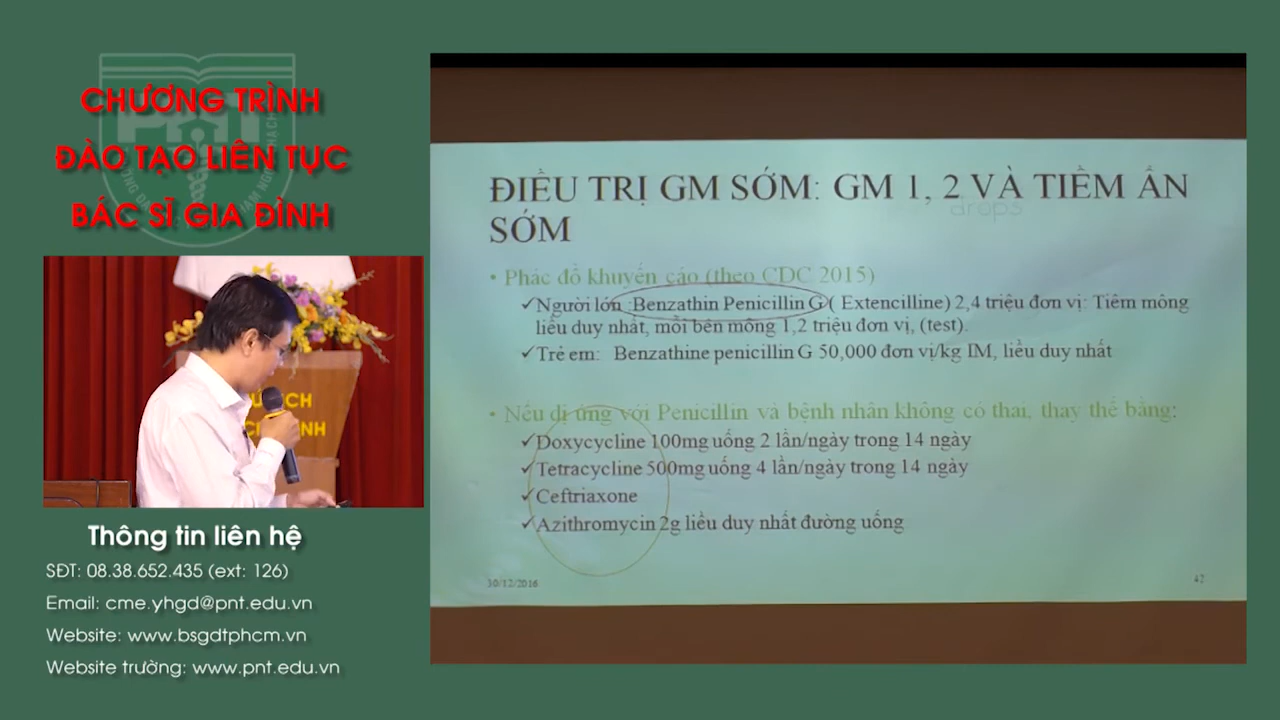 CHƯƠNG TRÌNH
ĐÀO TẠO LIÊN TỤC
BÁC SĨ GIA ĐÌNH
Thông tin liên hệ
SĐT: 08.38.652.435 (ext: 126)
Email: cme.yhgd@pnt.edu.vn
Website: www.bsgdtphcm.vn
Website trường: www.pnt.edu.vn
ĐIỀU TRỊ GM SỚM: GM 1, 2 VÀ TIỀM ẨN
SỚM
drops
• Phác đồ khuyến cáo (theo CDC 2015)
✓Người lớn :Benzathin Penicillin G ( Extencilline) 2,4 triệu đơn vị: Tiêm mông
liều duy nhất, mỗi bên mông 1,2 triệu đơn vị, (test).
✓Trẻ em: Benzathine penicillin G 50,000 đơn vị/kg IM, liều duy nhất
• Nếu dị ứng với Penicillin và bệnh nhân không có thai, thay thế bằng:
✓Doxycycline 100mg uống 2 lần/ngày trong 14 ngày
✓Tetracycline 500mg uống 4 lần/ngày trong 14 ngày
✓Ceftriaxone
✓Azithromycin 2g liều duy nhất đường uống
30/12/2016
42